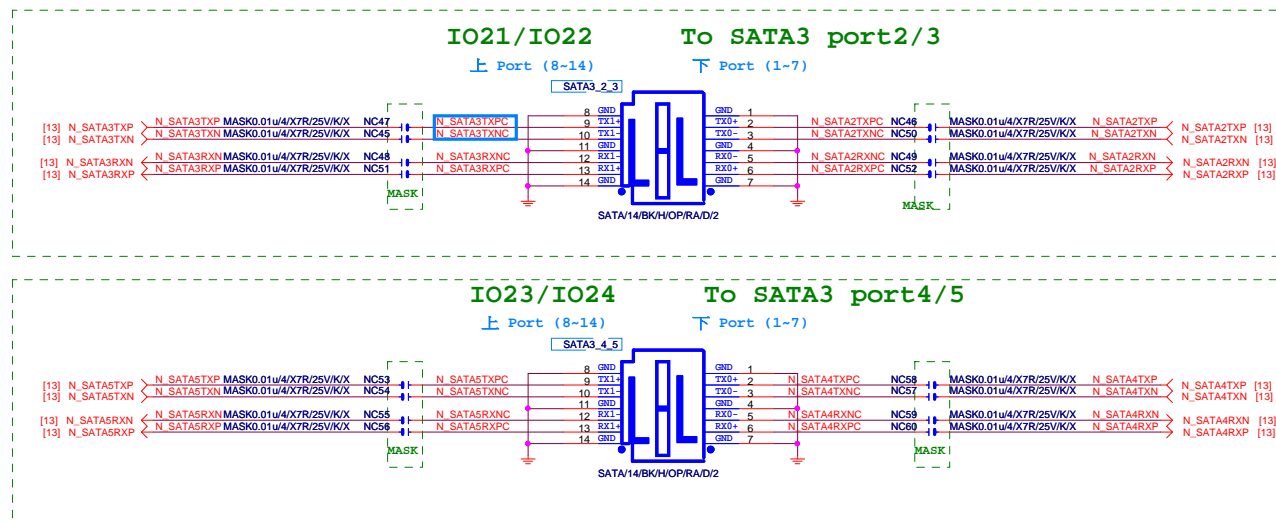 IO21/IO22 To SATA3 port2/3
上 Port (8~14) 下 Port (1~7)
SATA3_2_3
8 GND GND 1
[13] N_SATA3TXP N_SATA3TXP MASK0.01u/4/X7R/25V/K/X NC47 N_SATA3TXPC 9 TX1+ TX0+ 2 N_SATA2TXPC NC46 MASK0.01u/4/X7R/25V/K/X N_SATA2TXP N_SATA2TXP [13]
[13] N_SATA3TXN N_SATA3TXN MASK0.01u/4/X7R/25V/K/X NC45 N_SATA3TXNC 10 TX1- TX0- 3 N_SATA2TXNC NC50 MASK0.01u/4/X7R/25V/K/X N_SATA2TXN N_SATA2TXN [13]
11 GND GND 4
[13] N_SATA3RXN N_SATA3RXN MASK0.01u/4/X7R/25V/K/X NC48 N_SATA3RXNC 12 RX1- RX0- 5 N_SATA2RXNC NC49 MASK0.01u/4/X7R/25V/K/X N_SATA2RXN N_SATA2RXN [13]
[13] N_SATA3RXP N_SATA3RXP MASK0.01u/4/X7R/25V/K/X NC51 N_SATA3RXPC 13 RX1+ RX0+ 6 N_SATA2RXPC NC52 MASK0.01u/4/X7R/25V/K/X N_SATA2RXP N_SATA2RXP [13]
14 GND GND 7
MASK MASK
SATA/14/BK/H/OP/RA/D/2
IO23/IO24 To SATA3 port4/5
上 Port (8~14) 下 Port (1~7)
SATA3_4_5
8 GND GND 1
[13] N_SATA5TXP N_SATA5TXP MASK0.01u/4/X7R/25V/K/X NC53 N_SATA5TXPC 9 TX1+ TX0+ 2 N_SATA4TXPC NC58 MASK0.01u/4/X7R/25V/K/X N_SATA4TXP N_SATA4TXP [13]
[13] N_SATA5TXN N_SATA5TXN MASK0.01u/4/X7R/25V/K/X NC54 N_SATA5TXNC 10 TX1- TX0- 3 N_SATA4TXNC NC57 MASK0.01u/4/X7R/25V/K/X N_SATA4TXN N_SATA4TXN [13]
11 GND GND 4
[13] N_SATA5RXN N_SATA5RXN MASK0.01u/4/X7R/25V/K/X NC55 N_SATA5RXNC 12 RX1- RX0- 5 N_SATA4RXNC NC59 MASK0.01u/4/X7R/25V/K/X N_SATA4RXN N_SATA4RXN [13]
[13] N_SATA5RXP N_SATA5RXP MASK0.01u/4/X7R/25V/K/X NC56 N_SATA5RXPC 13 RX1+ RX0+ 6 N_SATA4RXPC NC60 MASK0.01u/4/X7R/25V/K/X N_SATA4RXP N_SATA4RXP [13]
14 GND GND 7
MASK MASK
SATA/14/BK/H/OP/RA/D/2